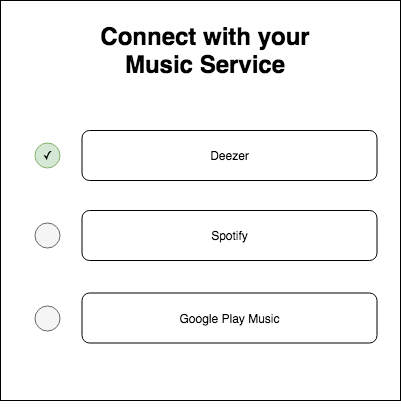 Connect with your
Music Service
✓ Deezer
Spotify
Google Play Music